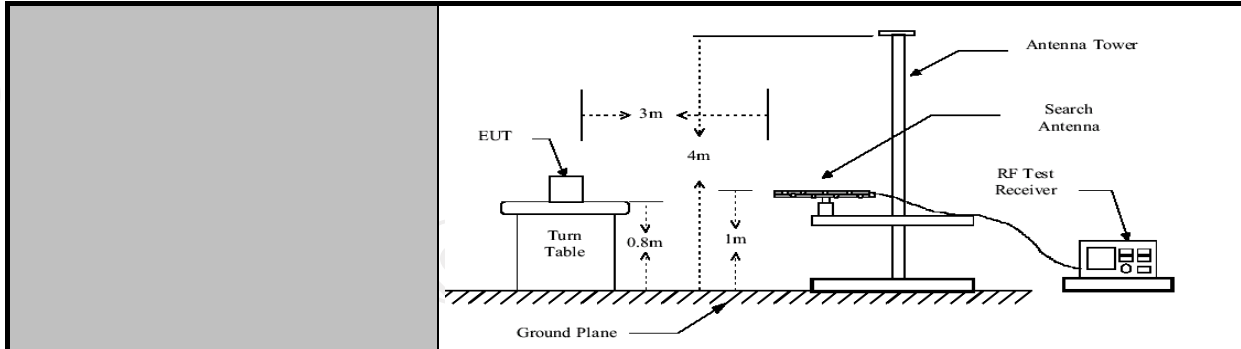 Antenna Tower
3m
Search
Antenna
EUT
4m
RF Test
Receiver
Turn
Table
0.8m
1m
Ground Plane